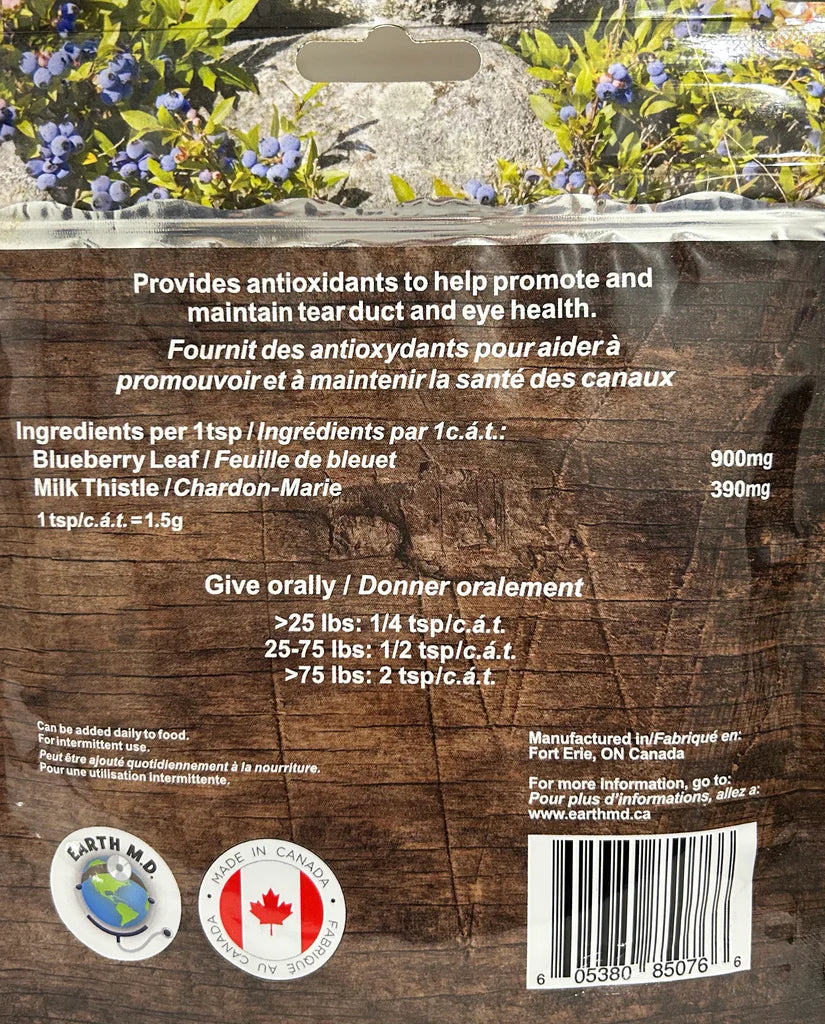 Provides antioxidants to help promote and
maintain tear duct and eye health.
Fournit des antioxydants pour aider à
promouvoir et à maintenir la santé des canaux
Ingredients per 1tsp / Ingrédients par 1c.á.t.:
Blueberry Leaf / Feuille de bleuet 900mg
Milk Thistle / Chardon-Marie 390mg
1 tsp/c.á.t. = 1.5g
Give orally / Donner oralement
>25 lbs: 1/4 tsp/c.á.t.
25-75 lbs: 1/2 tsp/c.á.t.
>75 lbs: 2 tsp/c.á.t.
Can be added daily to food.
For intermittent use.
Peut être ajouté quotidiennement à la nourriture.
Pour une utilisation intermittente.
Manufactured in/Fabriqué en:
Fort Erie, ON Canada
For more information, go to:
Pour plus d'informations, allez a:
www.earthmd.ca
EARTH M.D.
MADE IN CANADA
FABRIQUÉ AU CANADA
6 05380 85076 6